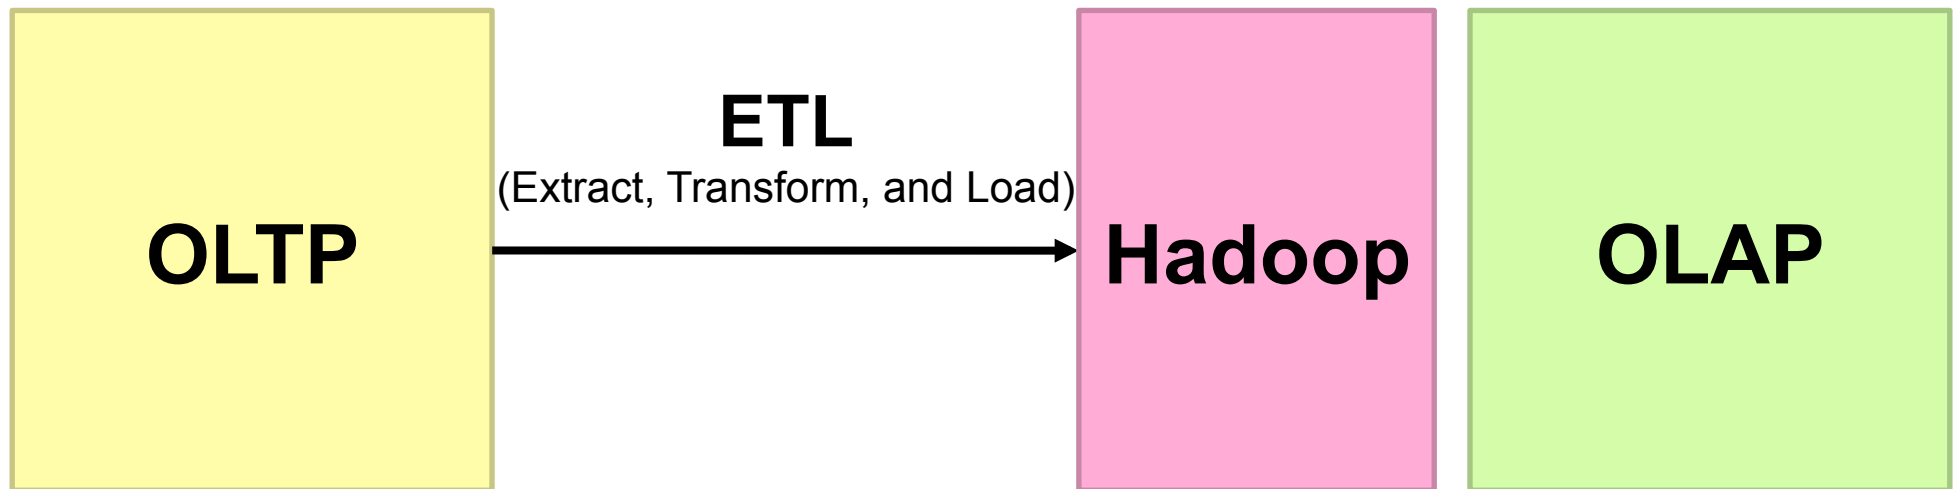 ETL
(Extract, Transform, and Load)
OLTP
Hadoop
OLAP